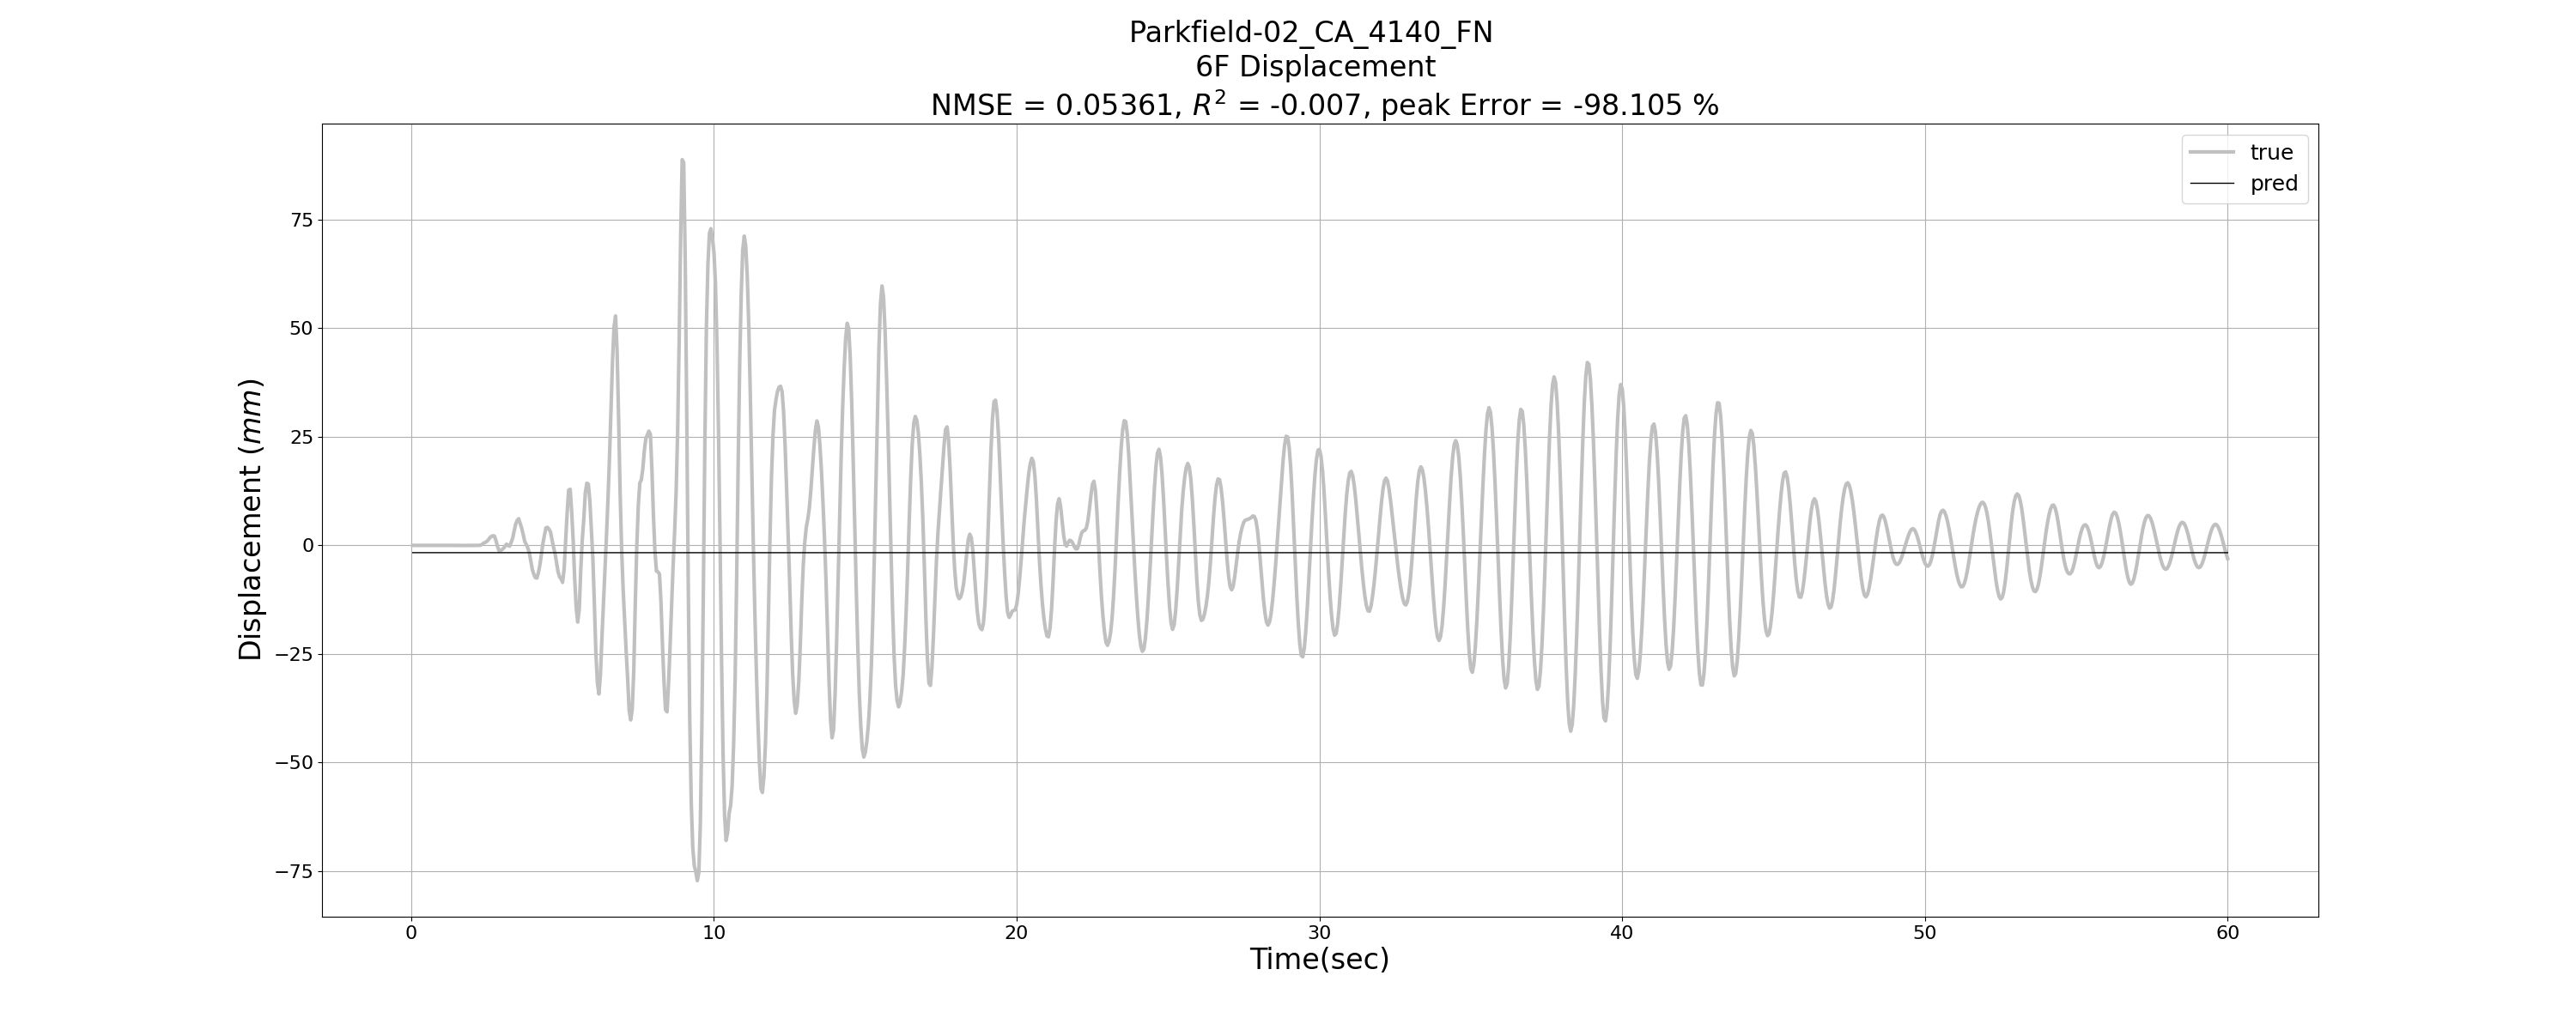 Parkfield-02_CA_4140_FN
6F Displacement
NMSE = 0.05361, R² = -0.007, peak Error = -98.105 %
true
pred
75
50
25
0
−25
−50
−75
Displacement (mm)
0 10 20 30 40 50 60
Time(sec)